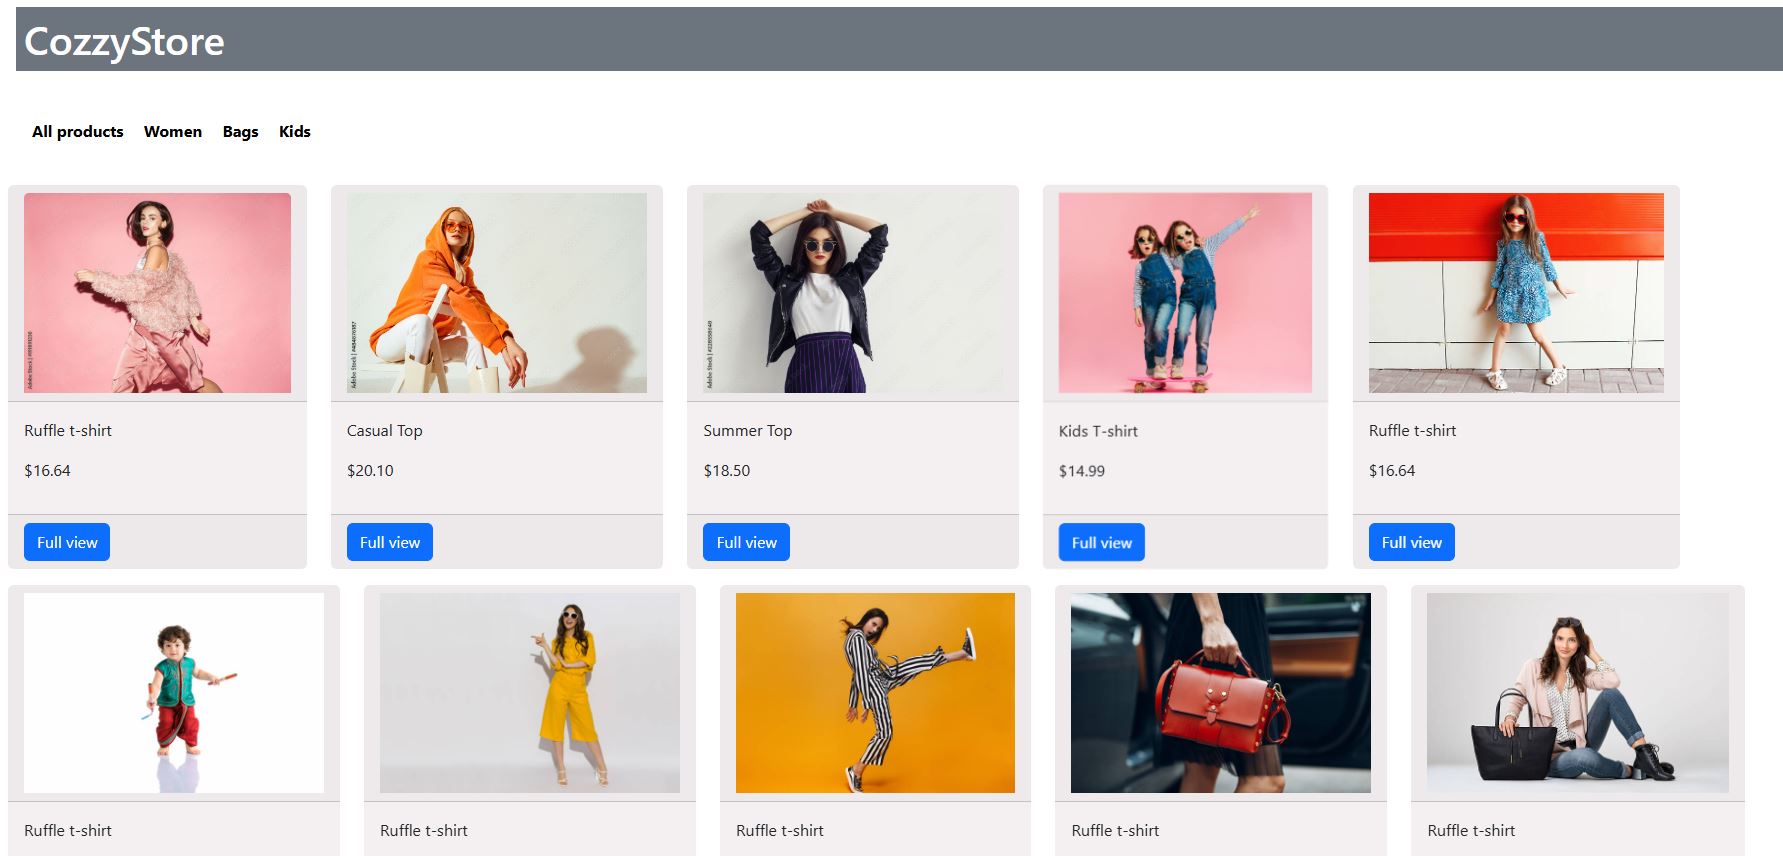 CozzyStore
All products Women Bags Kids
Ruffle t-shirt
$16.64
Full view
Casual Top
$20.10
Full view
Summer Top
$18.50
Full view
Kids T-shirt
$14.99
Full view
Ruffle t-shirt
$16.64
Full view
Ruffle t-shirt
Ruffle t-shirt
Ruffle t-shirt
Ruffle t-shirt
Ruffle t-shirt